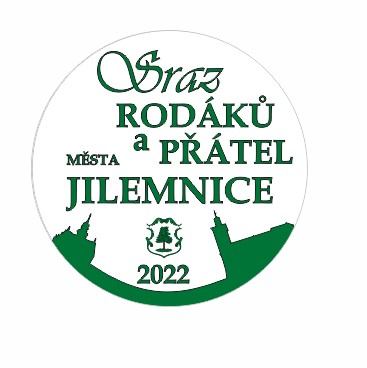 Sraz
RODÁKŮ
a PŘÁTEL
MĚSTA
JILEMNICE
2022